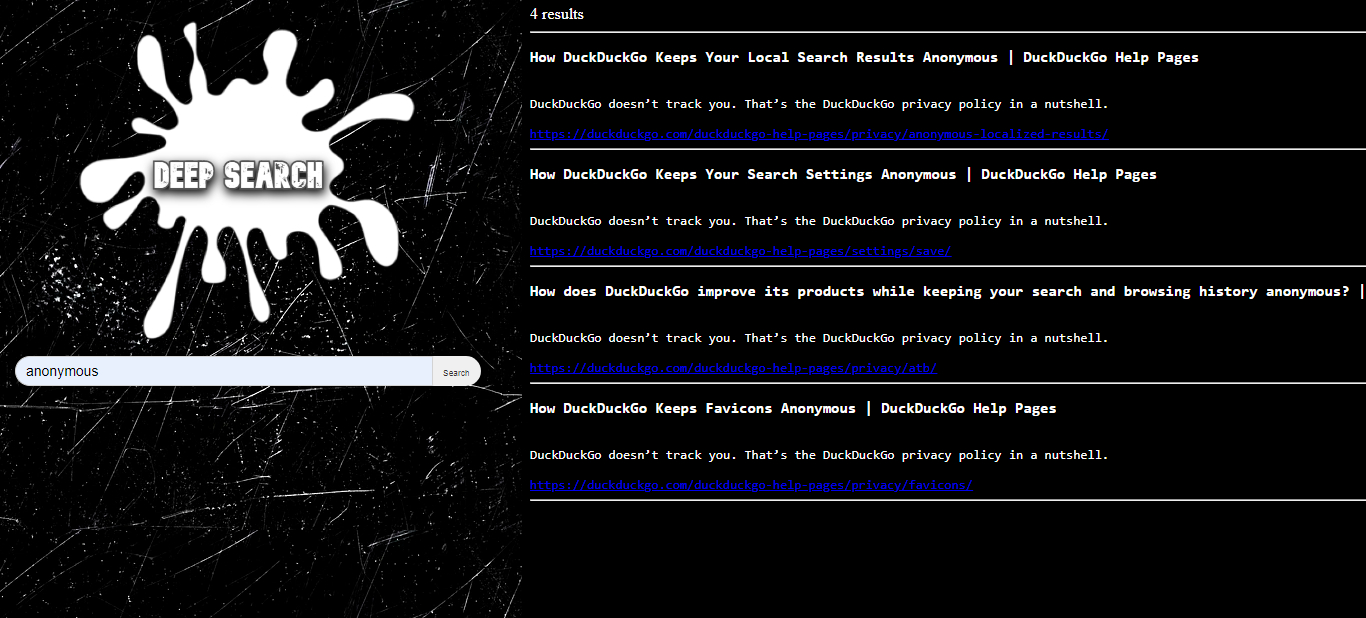 DEEP SEARCH
anonymous
Search
4 results
How DuckDuckGo Keeps Your Local Search Results Anonymous | DuckDuckGo Help Pages
DuckDuckGo doesn’t track you. That’s the DuckDuckGo privacy policy in a nutshell.
https://duckduckgo.com/duckduckgo-help-pages/privacy/anonymous-localized-results/
How DuckDuckGo Keeps Your Search Settings Anonymous | DuckDuckGo Help Pages
DuckDuckGo doesn’t track you. That’s the DuckDuckGo privacy policy in a nutshell.
https://duckduckgo.com/duckduckgo-help-pages/settings/save/
How does DuckDuckGo improve its products while keeping your search and browsing history anonymous? |
DuckDuckGo doesn’t track you. That’s the DuckDuckGo privacy policy in a nutshell.
https://duckduckgo.com/duckduckgo-help-pages/privacy/atb/
How DuckDuckGo Keeps Favicons Anonymous | DuckDuckGo Help Pages
DuckDuckGo doesn’t track you. That’s the DuckDuckGo privacy policy in a nutshell.
https://duckduckgo.com/duckduckgo-help-pages/privacy/favicons/